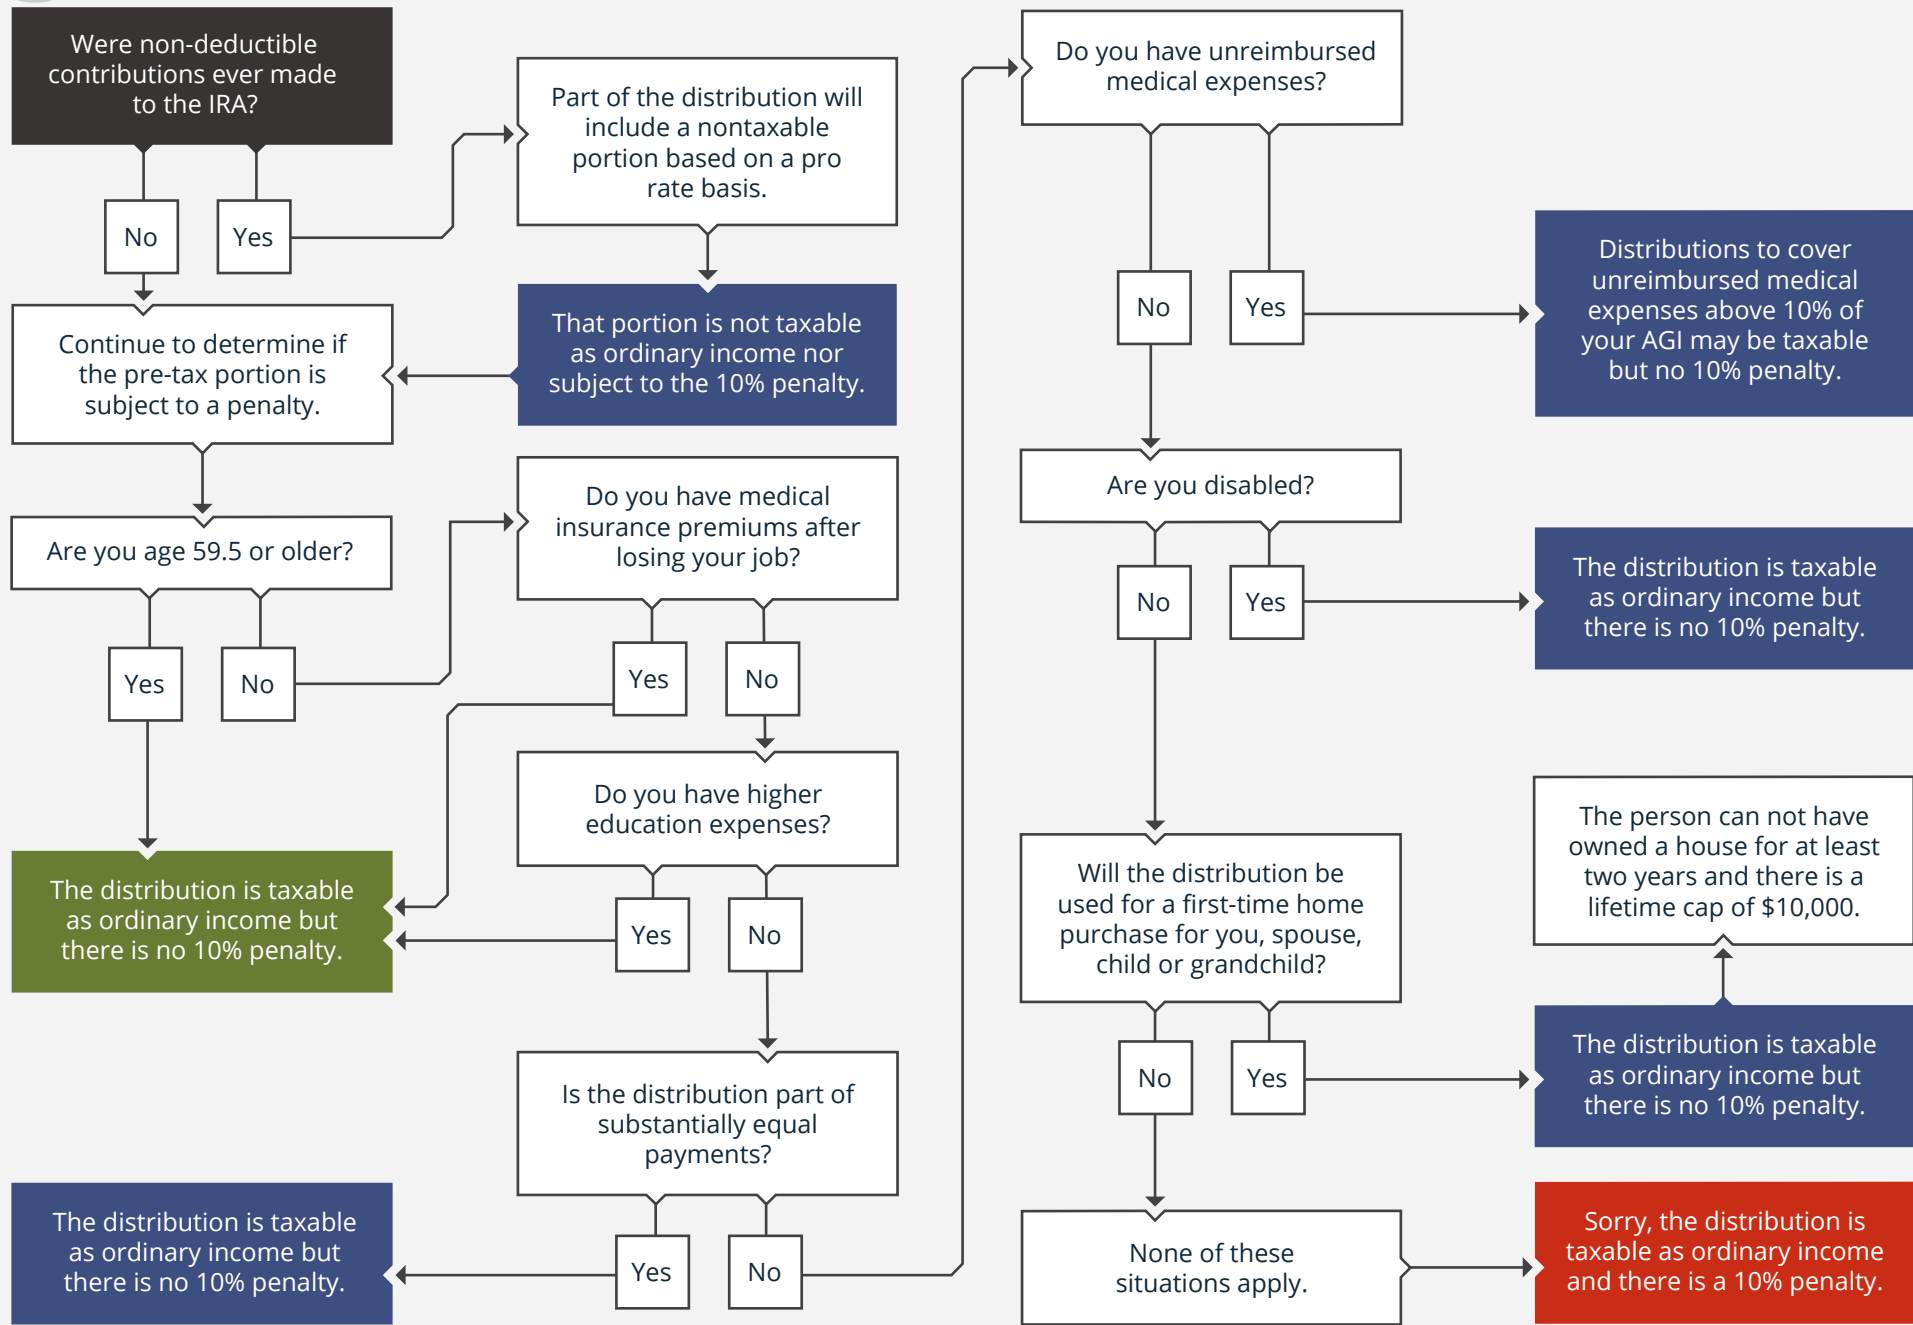 Were non-deductible
contributions ever made
to the IRA?
No
Yes
Part of the distribution will
include a nontaxable
portion based on a pro
rate basis.
That portion is not taxable
as ordinary income nor
subject to the 10% penalty.
Continue to determine if
the pre-tax portion is
subject to a penalty.
Are you age 59.5 or older?
Yes
No
The distribution is taxable
as ordinary income but
there is no 10% penalty.
Do you have medical
insurance premiums after
losing your job?
Yes
No
Do you have higher
education expenses?
Yes
No
Is the distribution part of
substantially equal
payments?
Yes
No
The distribution is taxable
as ordinary income but
there is no 10% penalty.
Do you have unreimbursed
medical expenses?
No
Yes
Distributions to cover
unreimbursed medical
expenses above 10% of
your AGI may be taxable
but no 10% penalty.
Are you disabled?
No
Yes
The distribution is taxable
as ordinary income but
there is no 10% penalty.
Will the distribution be
used for a first-time home
purchase for you, spouse,
child or grandchild?
No
Yes
The person can not have
owned a house for at least
two years and there is a
lifetime cap of $10,000.
The distribution is taxable
as ordinary income but
there is no 10% penalty.
None of these
situations apply.
Sorry, the distribution is
taxable as ordinary income
and there is a 10% penalty.